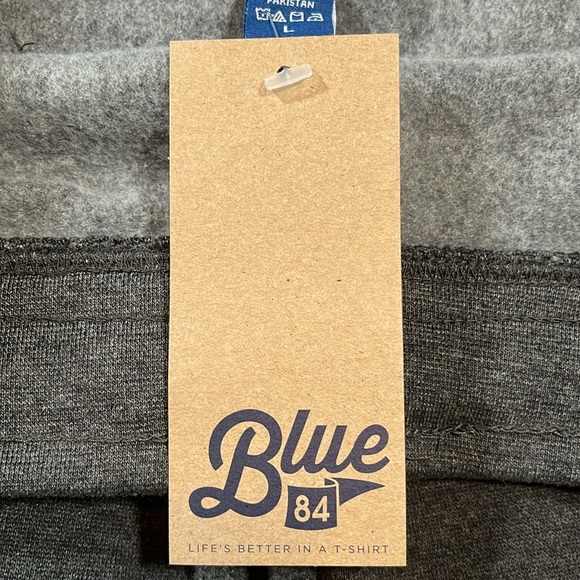 PAKISTAN
L
Blue
84
LIFE'S BETTER IN A T-SHIRT